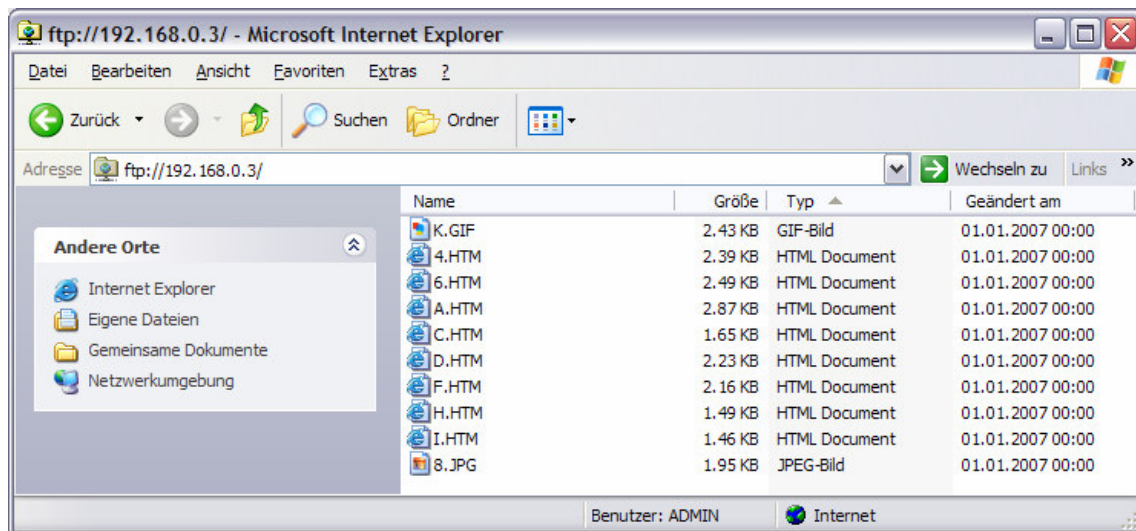 ftp://192.168.0.3/ - Microsoft Internet Explorer
Datei Bearbeiten Ansicht Favoriten Extras ?
Zurück Suchen Ordner
Adresse ftp://192.168.0.3/ Wechseln zu Links »
Name Größe Typ Geändert am
Andere Orte
Internet Explorer
Eigene Dateien
Gemeinsame Dokumente
Netzwerkumgebung
K.GIF 2.43 KB GIF-Bild 01.01.2007 00:00
4.HTM 2.39 KB HTML Document 01.01.2007 00:00
6.HTM 2.49 KB HTML Document 01.01.2007 00:00
A.HTM 2.87 KB HTML Document 01.01.2007 00:00
C.HTM 1.65 KB HTML Document 01.01.2007 00:00
D.HTM 2.23 KB HTML Document 01.01.2007 00:00
F.HTM 2.16 KB HTML Document 01.01.2007 00:00
H.HTM 1.49 KB HTML Document 01.01.2007 00:00
I.HTM 1.46 KB HTML Document 01.01.2007 00:00
8.JPG 1.95 KB JPEG-Bild 01.01.2007 00:00
Benutzer: ADMIN Internet